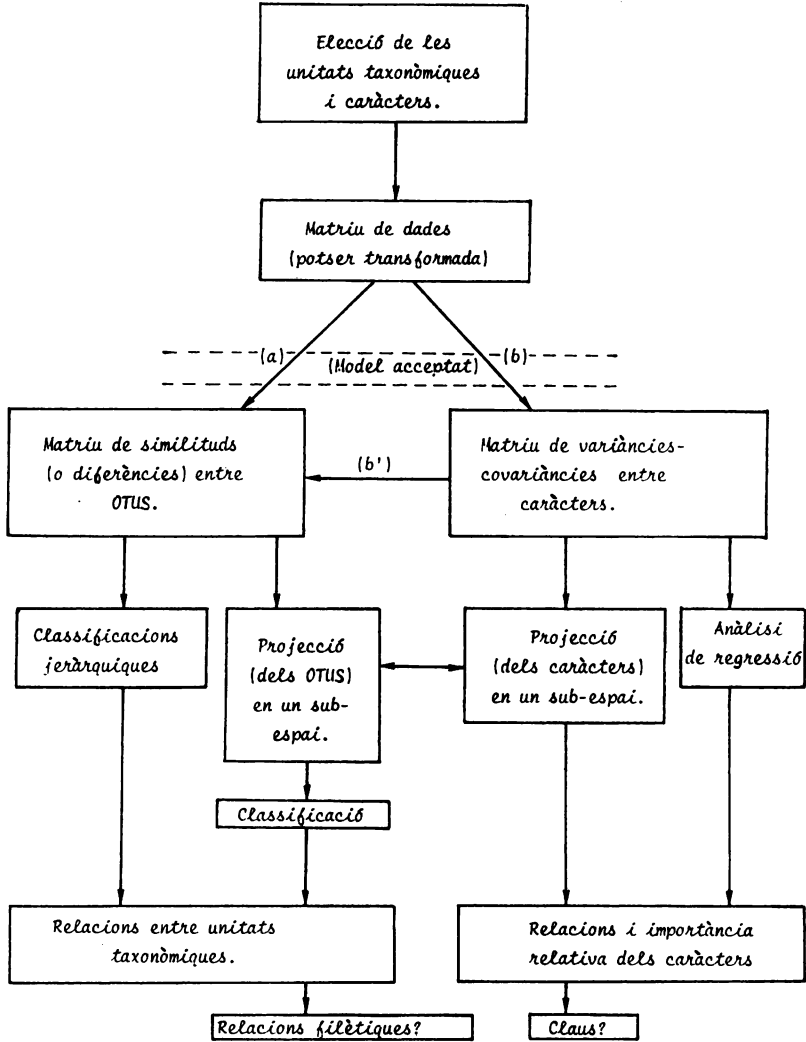 Elecció de les
unitats taxonòmiques
i caràcters.
Matriu de dades
(potser transformada)
(a)
(Model acceptat)
(b)
Matriu de similituds
(o diferències) entre
OTUS.
(b')
Matriu de variàncies-
covariàncies entre
caràcters.
Classificacions
jeràrquiques
Projecció
(dels OTUS)
en un sub-
espai.
Projecció
(dels caràcters)
en un sub-espai.
Anàlisi
de regressió
Classificació
Relacions entre unitats
taxonòmiques.
Relacions i importància
relativa dels caràcters
Relacions filètiques?
Claus?